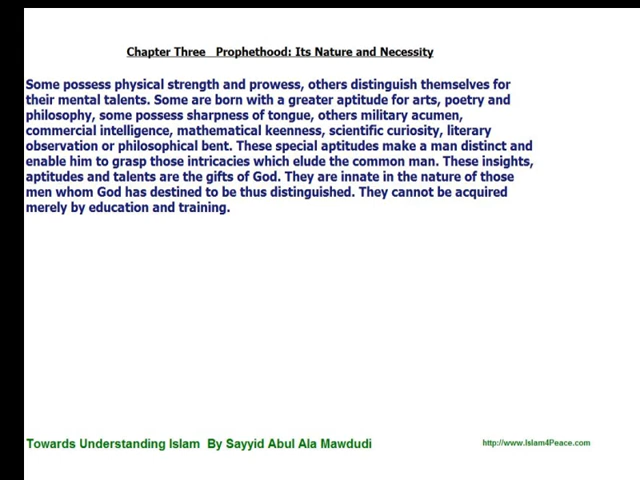 Chapter Three   Prophethood: Its Nature and Necessity
Some possess physical strength and prowess, others distinguish themselves for
their mental talents. Some are born with a greater aptitude for arts, poetry and
philosophy, some possess sharpness of tongue, others military acumen,
commercial intelligence, mathematical keenness, scientific curiosity, literary
observation or philosophical bent. These special aptitudes make a man distinct and
enable him to grasp those intricacies which elude the common man. These insights,
aptitudes and talents are the gifts of God. They are innate in the nature of those
men whom God has destined to be thus distinguished. They cannot be acquired
merely by education and training.
Towards Understanding Islam  By Sayyid Abul Ala Mawdudi
http://www.Islam4Peace.com